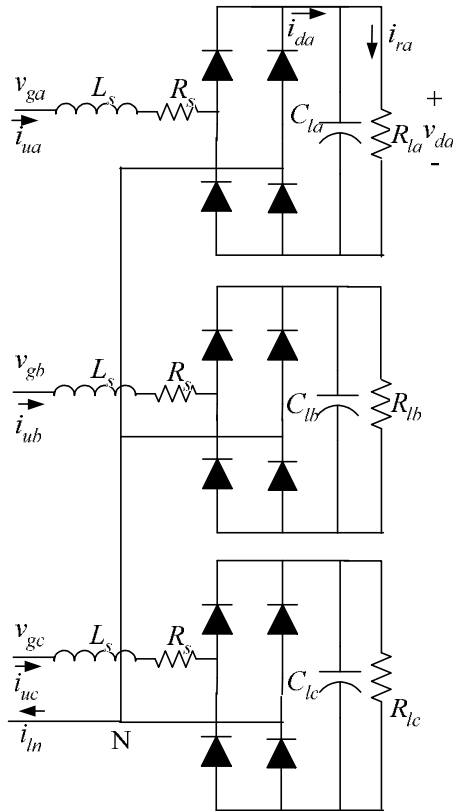 i_da
i_ra
v_ga
L_s
R_s
i_ua
C_la
R_la
+
v_da
-
v_gb
L_s
R_s
i_ub
C_lb
R_lb
v_gc
L_s
R_s
i_uc
C_lc
R_lc
i_ln
N